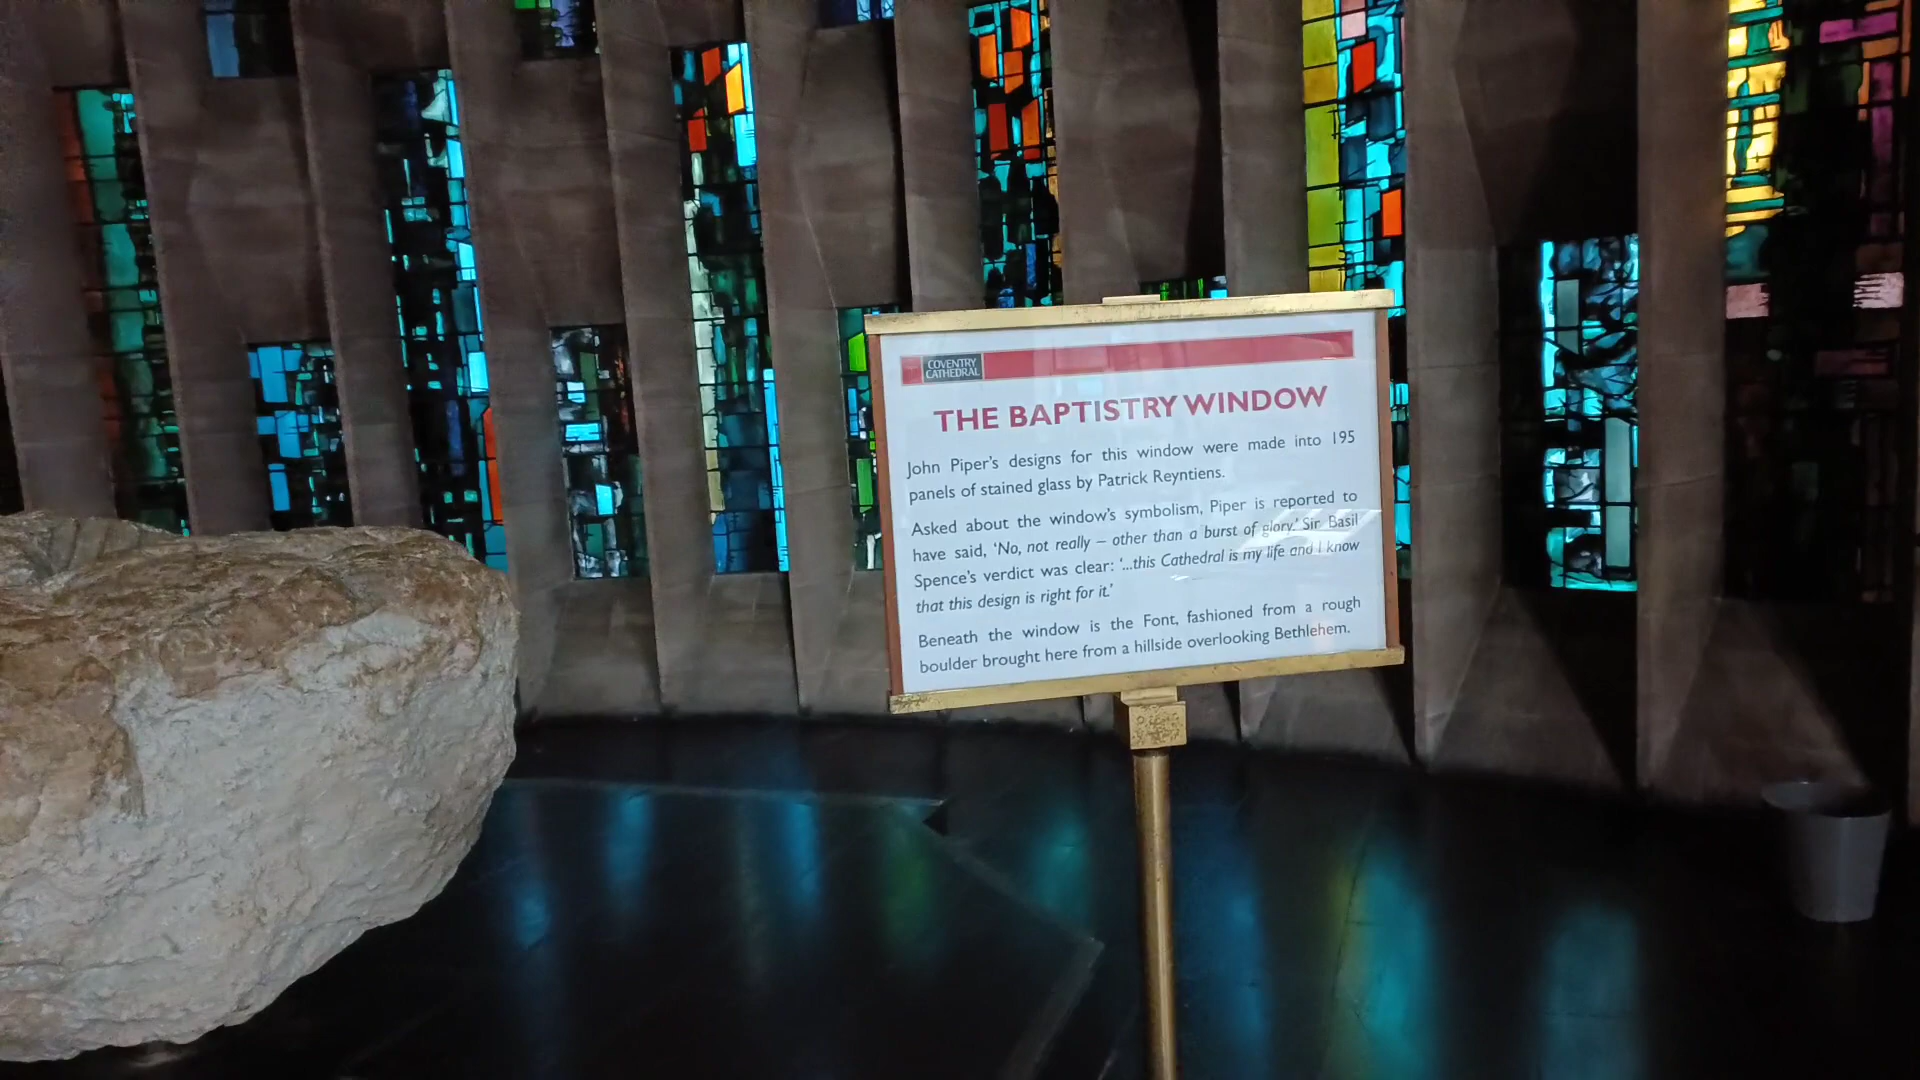 COVENTRY
CATHEDRAL
THE BAPTISTRY WINDOW
John Piper's designs for this window were made into 195
panels of stained glass by Patrick Reyntiens.
Asked about the window's symbolism, Piper is reported to
have said, 'No, not really – other than a burst of glory.' Sir Basil
Spence's verdict was clear: '...this Cathedral is my life and I know
that this design is right for it.'
Beneath the window is the Font, fashioned from a rough
boulder brought here from a hillside overlooking Bethlehem.